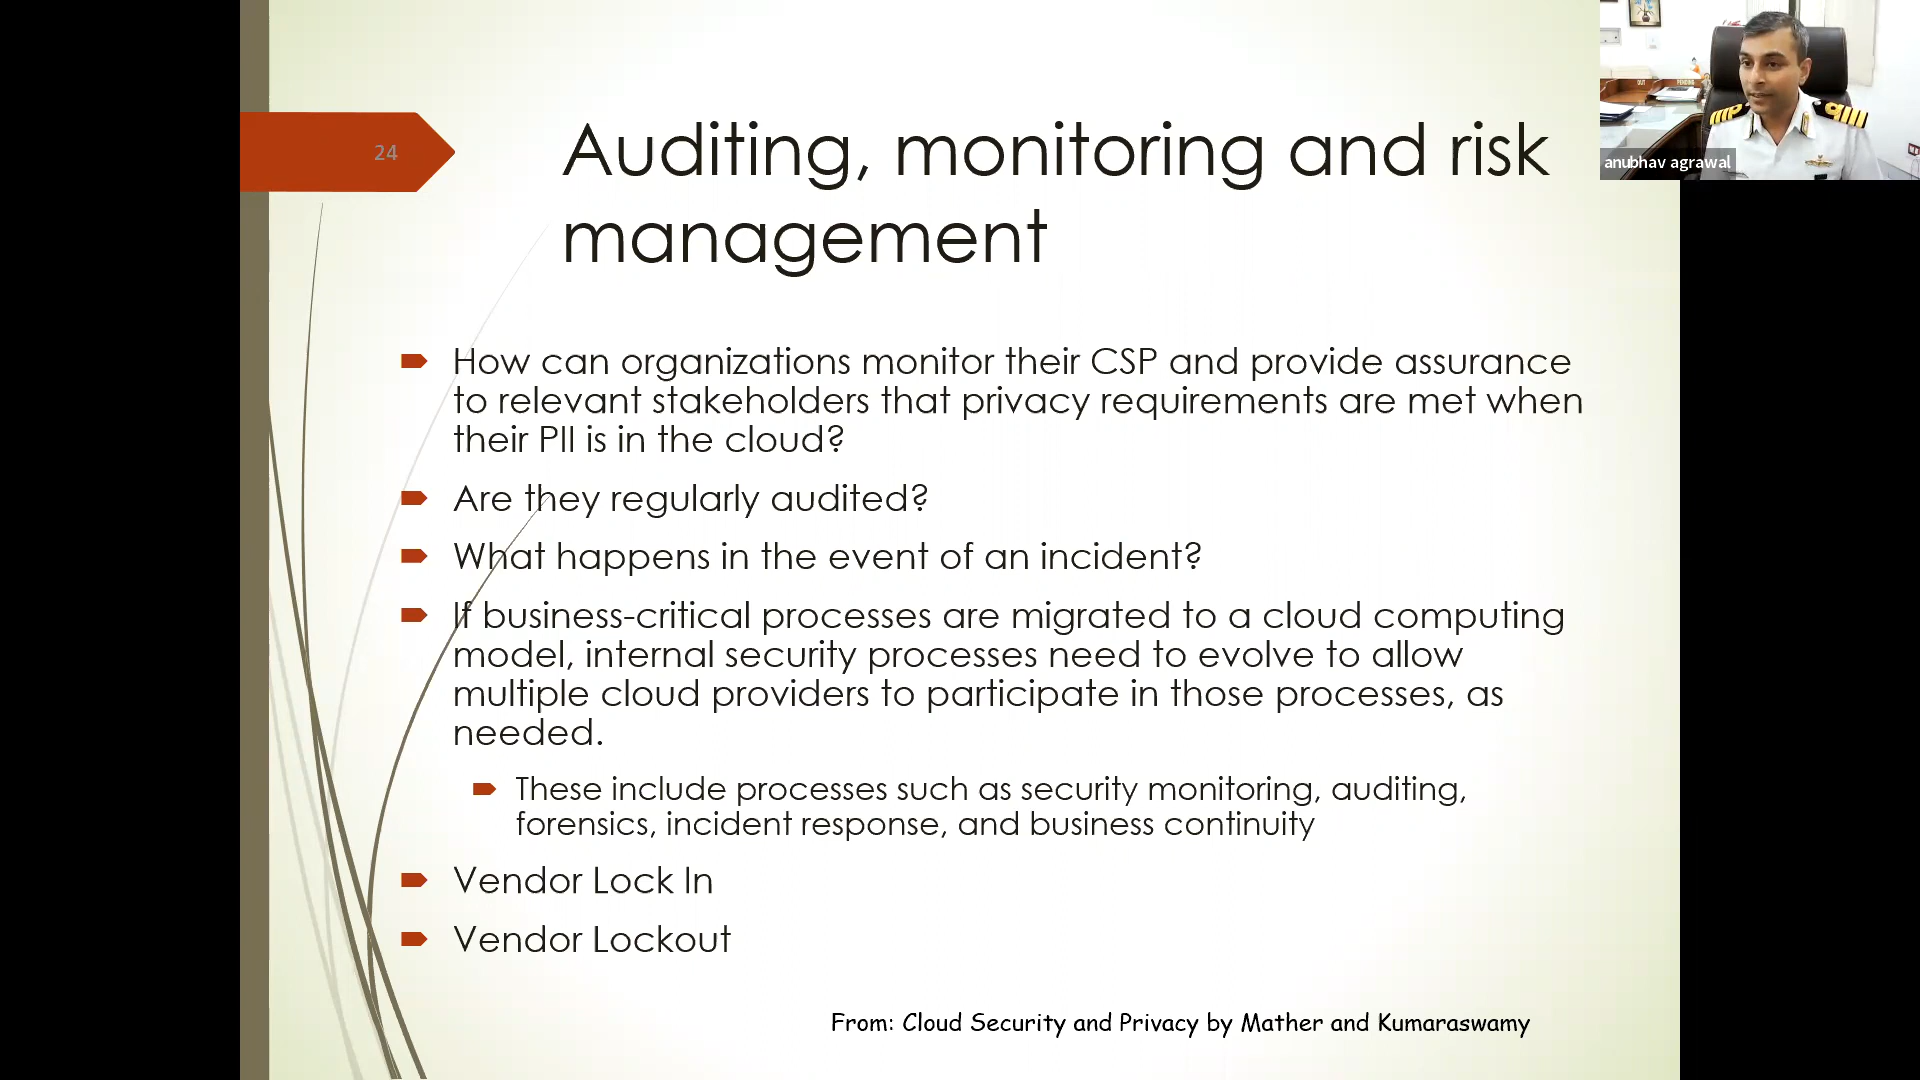 24
Auditing, monitoring and risk
management
How can organizations monitor their CSP and provide assurance
to relevant stakeholders that privacy requirements are met when
their PII is in the cloud?
Are they regularly audited?
What happens in the event of an incident?
If business-critical processes are migrated to a cloud computing
model, internal security processes need to evolve to allow
multiple cloud providers to participate in those processes, as
needed.
These include processes such as security monitoring, auditing,
forensics, incident response, and business continuity
Vendor Lock In
Vendor Lockout
From: Cloud Security and Privacy by Mather and Kumaraswamy
anubhav agrawal
OUT
PENDING